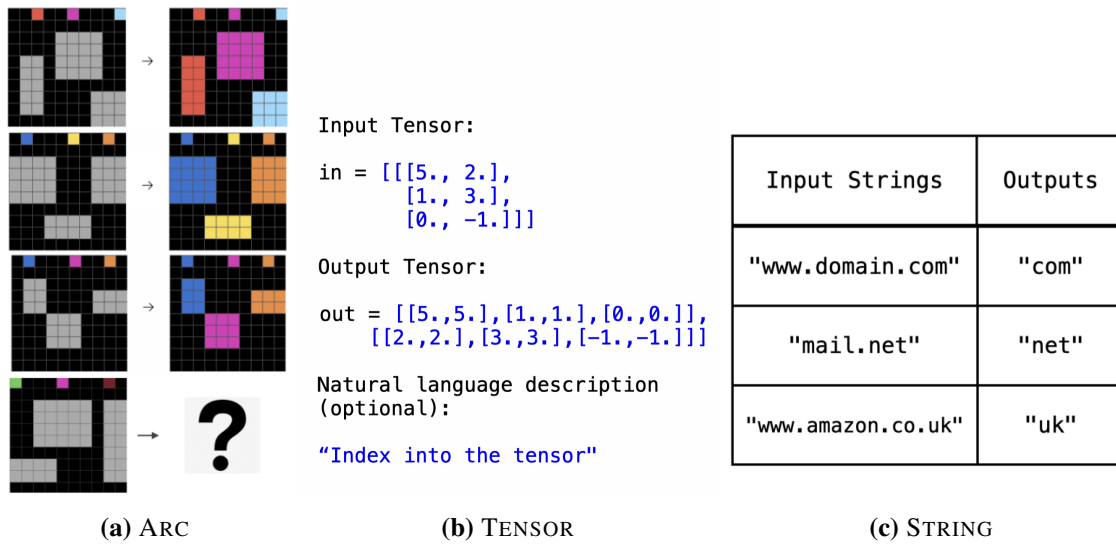 Input Tensor:
in = [[[5., 2.],
[1., 3.],
[0., -1.]]]
Output Tensor:
out = [[5.,5.],[1.,1.],[0.,0.]],
[[2.,2.],[3.,3.],[-1.,-1.]]]
Natural language description
(optional):
“Index into the tensor"
Input Strings Outputs
"www.domain.com" "com"
"mail.net" "net"
"www.amazon.co.uk" "uk"
?
(a) ARC
(b) TENSOR
(c) STRING